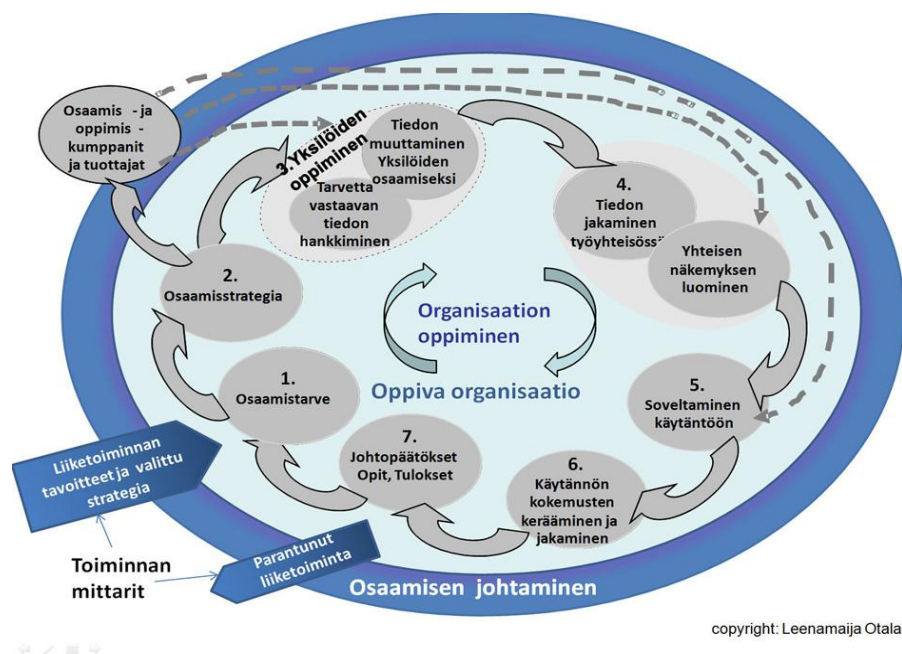 Osaamis - ja
oppimis -
kumppanit
ja tuottajat
3.Yksilöiden
oppiminen
Tiedon
muuttaminen
Yksilöiden
osaamiseksi
Tarvetta
vastaavan
tiedon
hankkiminen
4.
Tiedon
jakaminen
työyhteisössä
Yhteisen
näkemyksen
luominen
2.
Osaamisstrategia
Organisaation
oppiminen
Oppiva organisaatio
1.
Osaamistarve
5.
Soveltaminen
käytäntöön
7.
Johtopäätökset
Opit, Tulokset
6.
Käytännön
kokemusten
kerääminen ja
jakaminen
Liiketoiminnan
tavoitteet ja valittu
strategia
Toiminnan
mittarit
Parantunut
liiketoiminta
Osaamisen johtaminen
copyright: Leenamaija Otala